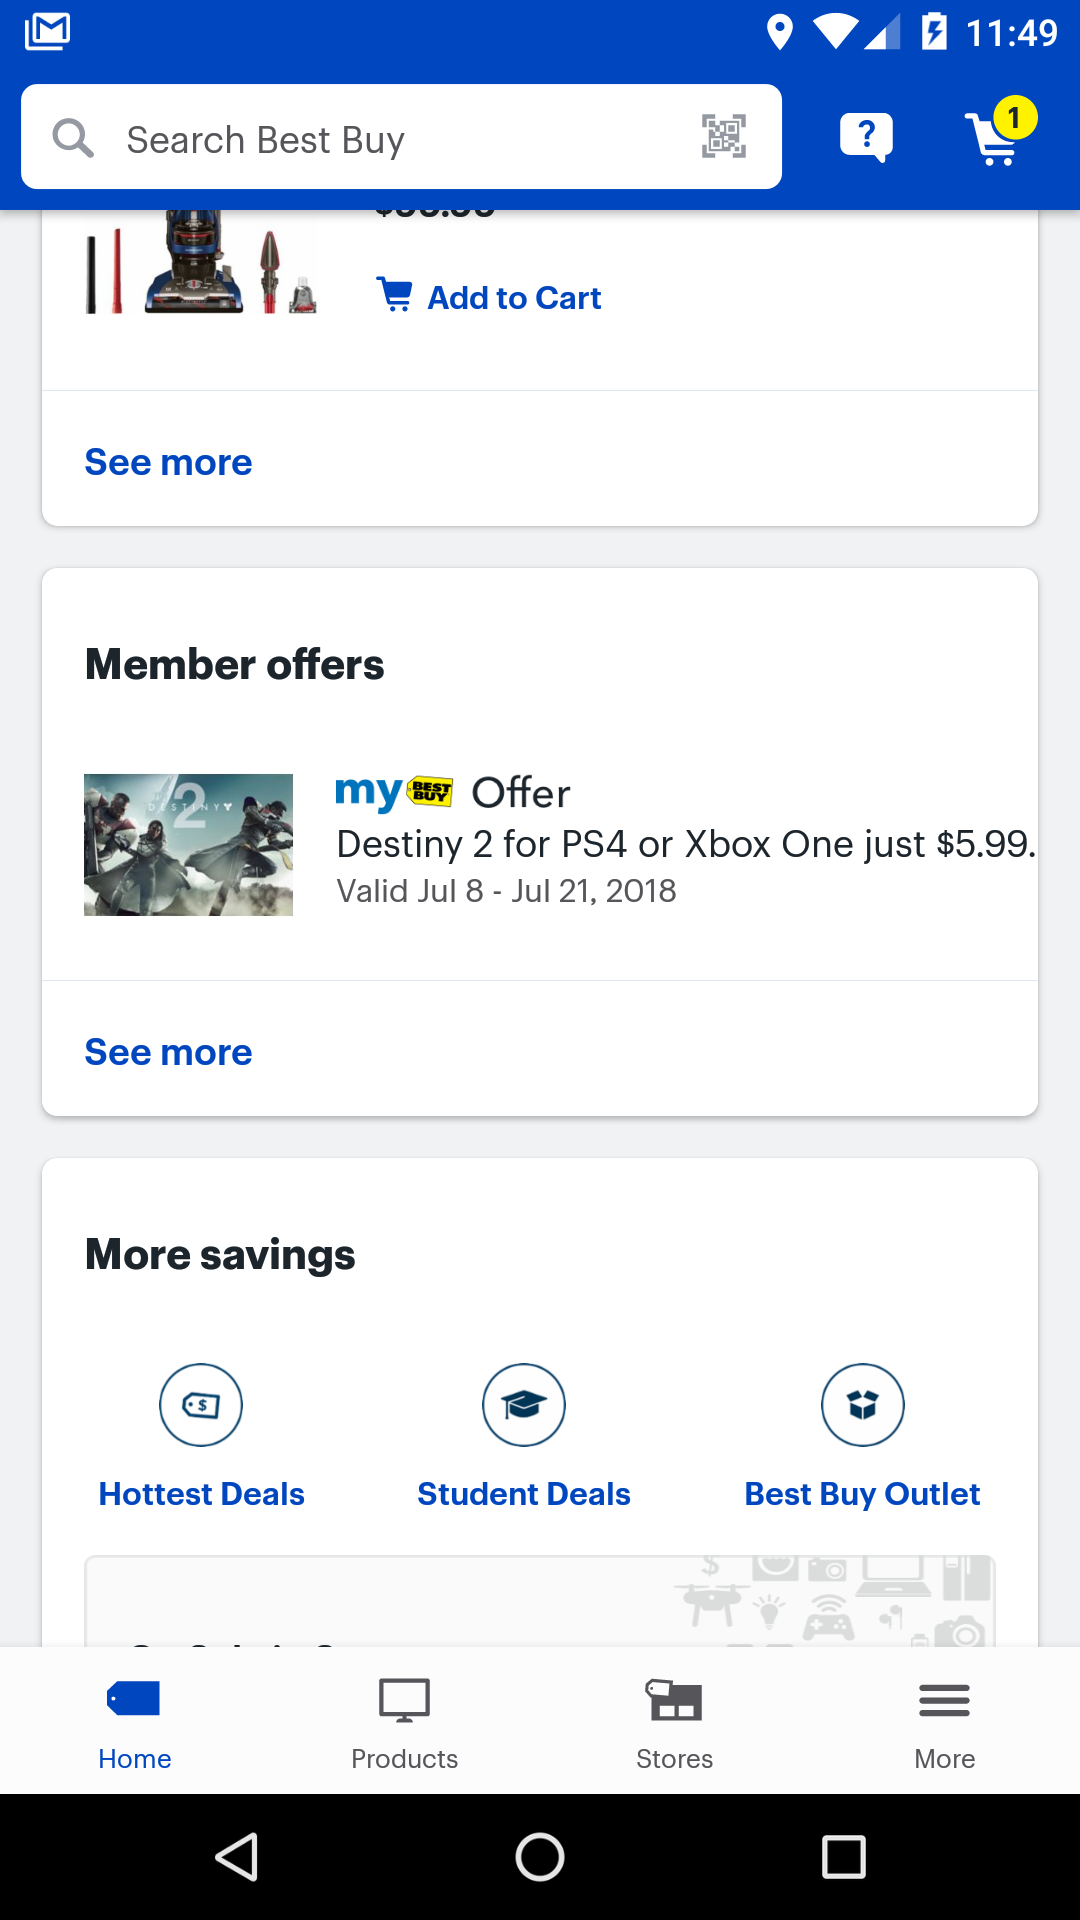 11:49
Search Best Buy
?
1
Add to Cart
See more
Member offers
DESTINY 2
my BEST BUY Offer
Destiny 2 for PS4 or Xbox One just $5.99.
Valid Jul 8 - Jul 21, 2018
See more
More savings
$
Hottest Deals
Student Deals
Best Buy Outlet
$
Home
Products
Stores
More